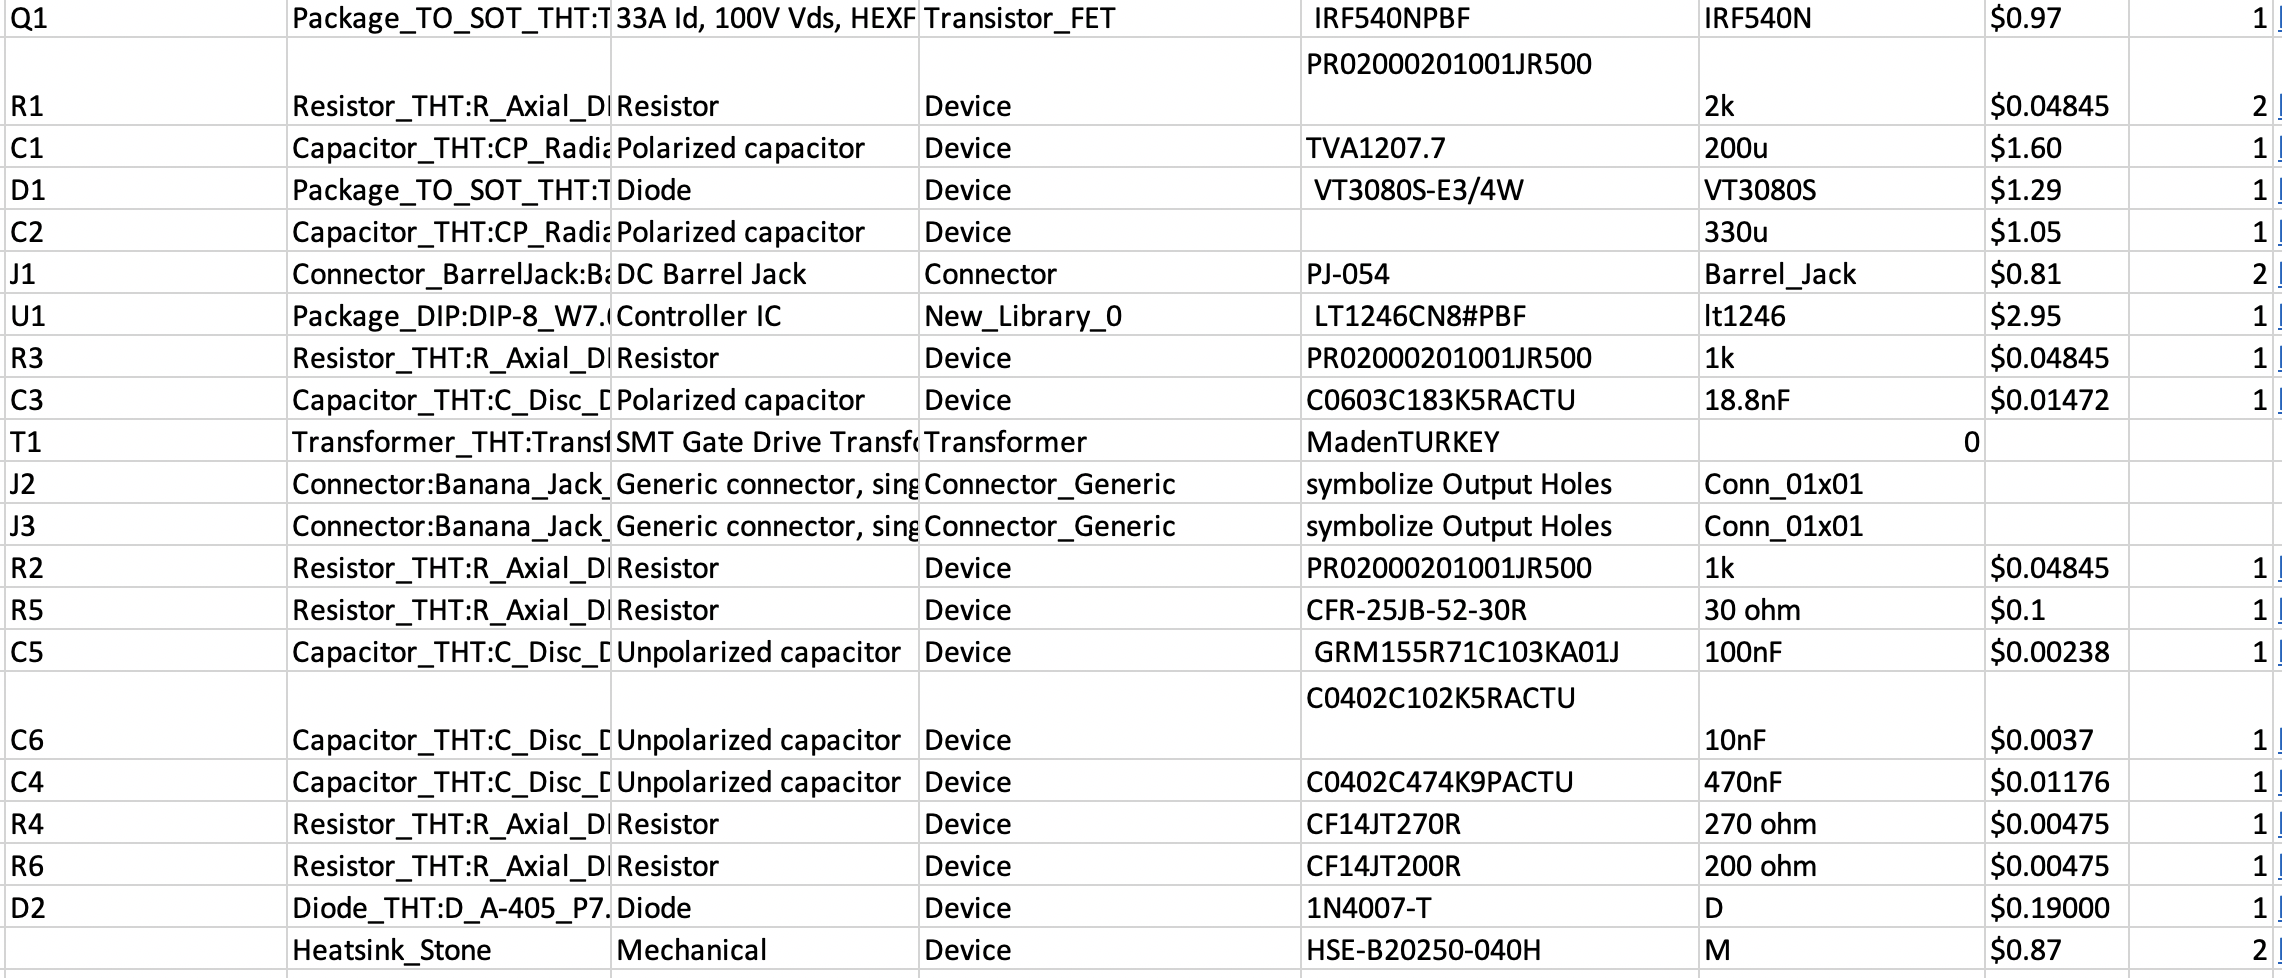 Q1 Package_TO_SOT_THT:T 33A Id, 100V Vds, HEXF Transistor_FET IRF540NPBF IRF540N $0.97 1
PR02000201001JR500
R1 Resistor_THT:R_Axial_DI Resistor Device 2k $0.04845 2
C1 Capacitor_THT:CP_Radia Polarized capacitor Device TVA1207.7 200u $1.60 1
D1 Package_TO_SOT_THT:T Diode Device VT3080S-E3/4W VT3080S $1.29 1
C2 Capacitor_THT:CP_Radia Polarized capacitor Device 330u $1.05 1
J1 Connector_BarrelJack:Ba DC Barrel Jack Connector PJ-054 Barrel_Jack $0.81 2
U1 Package_DIP:DIP-8_W7.6 Controller IC New_Library_0 LT1246CN8#PBF lt1246 $2.95 1
R3 Resistor_THT:R_Axial_DI Resistor Device PR02000201001JR500 1k $0.04845 1
C3 Capacitor_THT:C_Disc_D Polarized capacitor Device C0603C183K5RACTU 18.8nF $0.01472 1
T1 Transformer_THT:Transf SMT Gate Drive Transfo Transformer MadenTURKEY 0
J2 Connector:Banana_Jack_ Generic connector, sing Connector_Generic symbolize Output Holes Conn_01x01
J3 Connector:Banana_Jack_ Generic connector, sing Connector_Generic symbolize Output Holes Conn_01x01
R2 Resistor_THT:R_Axial_DI Resistor Device PR02000201001JR500 1k $0.04845 1
R5 Resistor_THT:R_Axial_DI Resistor Device CFR-25JB-52-30R 30 ohm $0.1 1
C5 Capacitor_THT:C_Disc_D Unpolarized capacitor Device GRM155R71C103KA01J 100nF $0.00238 1
C0402C102K5RACTU
C6 Capacitor_THT:C_Disc_D Unpolarized capacitor Device 10nF $0.0037 1
C4 Capacitor_THT:C_Disc_D Unpolarized capacitor Device C0402C474K9PACTU 470nF $0.01176 1
R4 Resistor_THT:R_Axial_DI Resistor Device CF14JT270R 270 ohm $0.00475 1
R6 Resistor_THT:R_Axial_DI Resistor Device CF14JT200R 200 ohm $0.00475 1
D2 Diode_THT:D_A-405_P7. Diode Device 1N4007-T D $0.19000 1
Heatsink_Stone Mechanical Device HSE-B20250-040H M $0.87 2